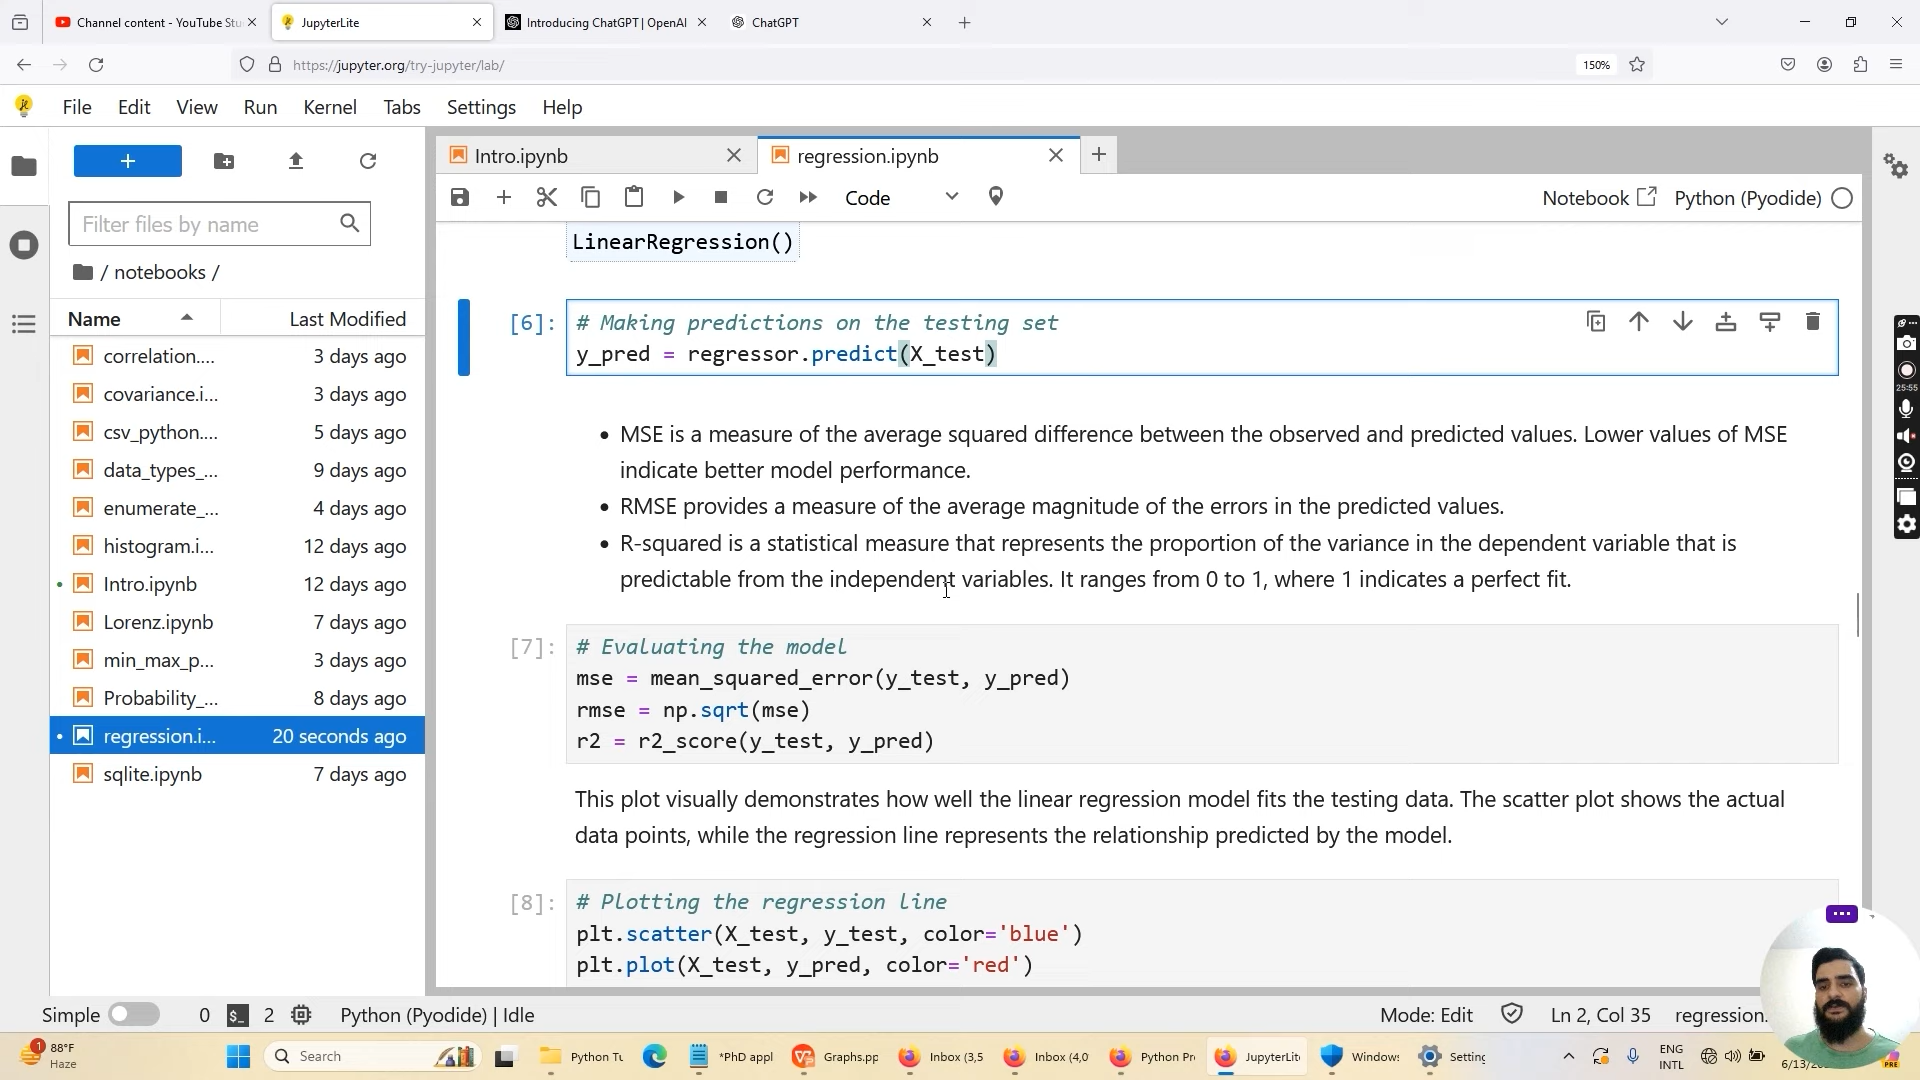 Channel content - YouTube Stu
JupyterLite
Introducing ChatGPT | OpenAI
ChatGPT
https://jupyter.org/try-jupyter/lab/
150%
File Edit View Run Kernel Tabs Settings Help
Filter files by name
/ notebooks /
Name Last Modified
correlation.... 3 days ago
covariance.i... 3 days ago
csv_python.... 5 days ago
data_types_... 9 days ago
enumerate_... 4 days ago
histogram.i... 12 days ago
Intro.ipynb 12 days ago
Lorenz.ipynb 7 days ago
min_max_p... 3 days ago
Probability_... 8 days ago
regression.i... 20 seconds ago
sqlite.ipynb 7 days ago
Intro.ipynb
regression.ipynb
Code
Notebook
Python (Pyodide)
LinearRegression()
[6]: # Making predictions on the testing set
y_pred = regressor.predict(X_test)
• MSE is a measure of the average squared difference between the observed and predicted values. Lower values of MSE
indicate better model performance.
• RMSE provides a measure of the average magnitude of the errors in the predicted values.
• R-squared is a statistical measure that represents the proportion of the variance in the dependent variable that is
predictable from the independent variables. It ranges from 0 to 1, where 1 indicates a perfect fit.
[7]: # Evaluating the model
mse = mean_squared_error(y_test, y_pred)
rmse = np.sqrt(mse)
r2 = r2_score(y_test, y_pred)
This plot visually demonstrates how well the linear regression model fits the testing data. The scatter plot shows the actual
data points, while the regression line represents the relationship predicted by the model.
[8]: # Plotting the regression line
plt.scatter(X_test, y_test, color='blue')
plt.plot(X_test, y_pred, color='red')
25:55
Simple 0 $_ 2 Python (Pyodide) | Idle
Mode: Edit Ln 2, Col 35 regression.
1 88°F
Haze
Search
Python Tu
*PhD appl
Graphs.pp
Inbox (3,5
Inbox (4,0
Python Pr
JupyterLit
Windows
Setting
ENG
INTL
6/13/20
PRE